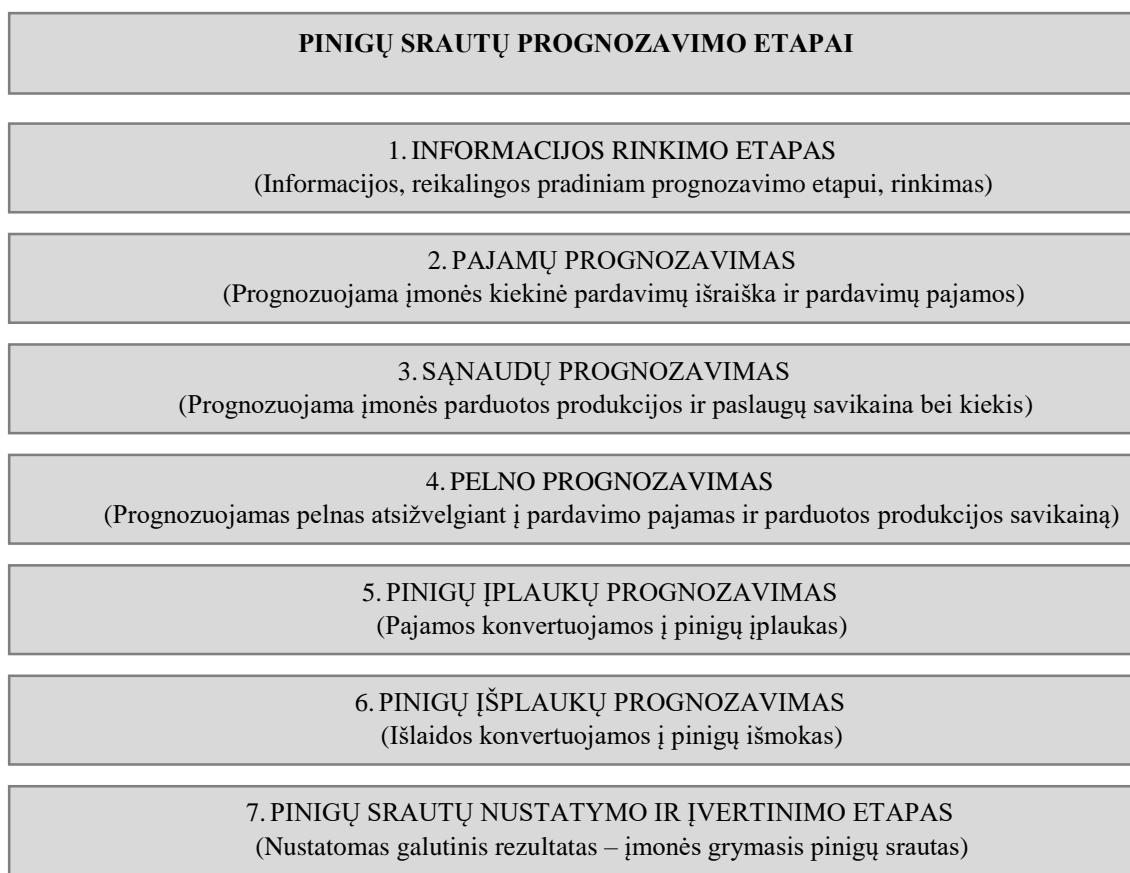 PINIGŲ SRAUTŲ PROGNOZAVIMO ETAPAI
1. INFORMACIJOS RINKIMO ETAPAS
(Informacijos, reikalingos pradiniam prognozavimo etapui, rinkimas)
2. PAJAMŲ PROGNOZAVIMAS
(Prognozuojama įmonės kiekinė pardavimų išraiška ir pardavimų pajamos)
3. SĄNAUDŲ PROGNOZAVIMAS
(Prognozuojama įmonės parduotos produkcijos ir paslaugų savikaina bei kiekis)
4. PELNO PROGNOZAVIMAS
(Prognozuojamas pelnas atsižvelgiant į pardavimo pajamas ir parduotos produkcijos savikainą)
5. PINIGŲ ĮPLAUKŲ PROGNOZAVIMAS
(Pajamos konvertuojamos į pinigų įplaukas)
6. PINIGŲ ĮŠPLAUKŲ PROGNOZAVIMAS
(Išlaidos konvertuojamos į pinigų išmokas)
7. PINIGŲ SRAUTŲ NUSTATYMO IR ĮVERTINIMO ETAPAS
(Nustatomas galutinis rezultatas – įmonės grymasis pinigų srautas)